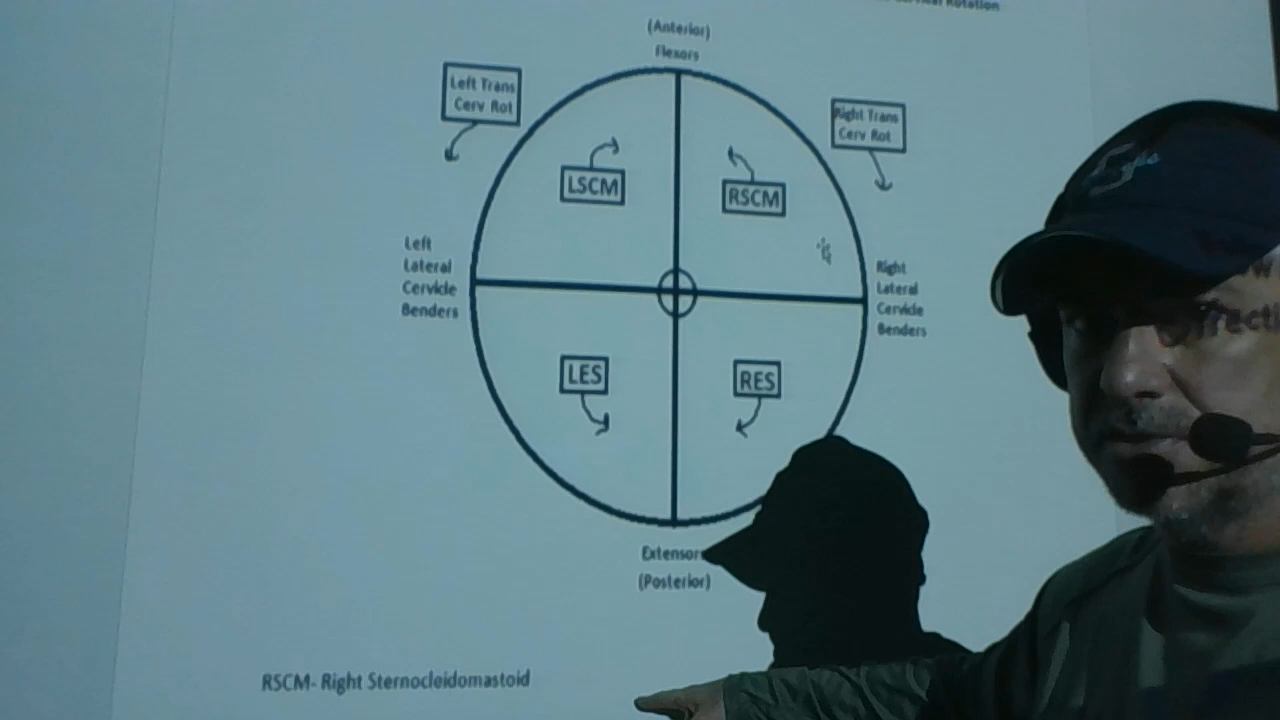 Rotation
(Anterior)
Flexors
Left Trans
Cerv Rot
Right Trans
Cerv Rot
LSCM
RSCM
Left
Lateral
Cervicle
Benders
Right
Lateral
Cervicle
Benders
LES
RES
Extensors
(Posterior)
RSCM- Right Sternocleidomastoid